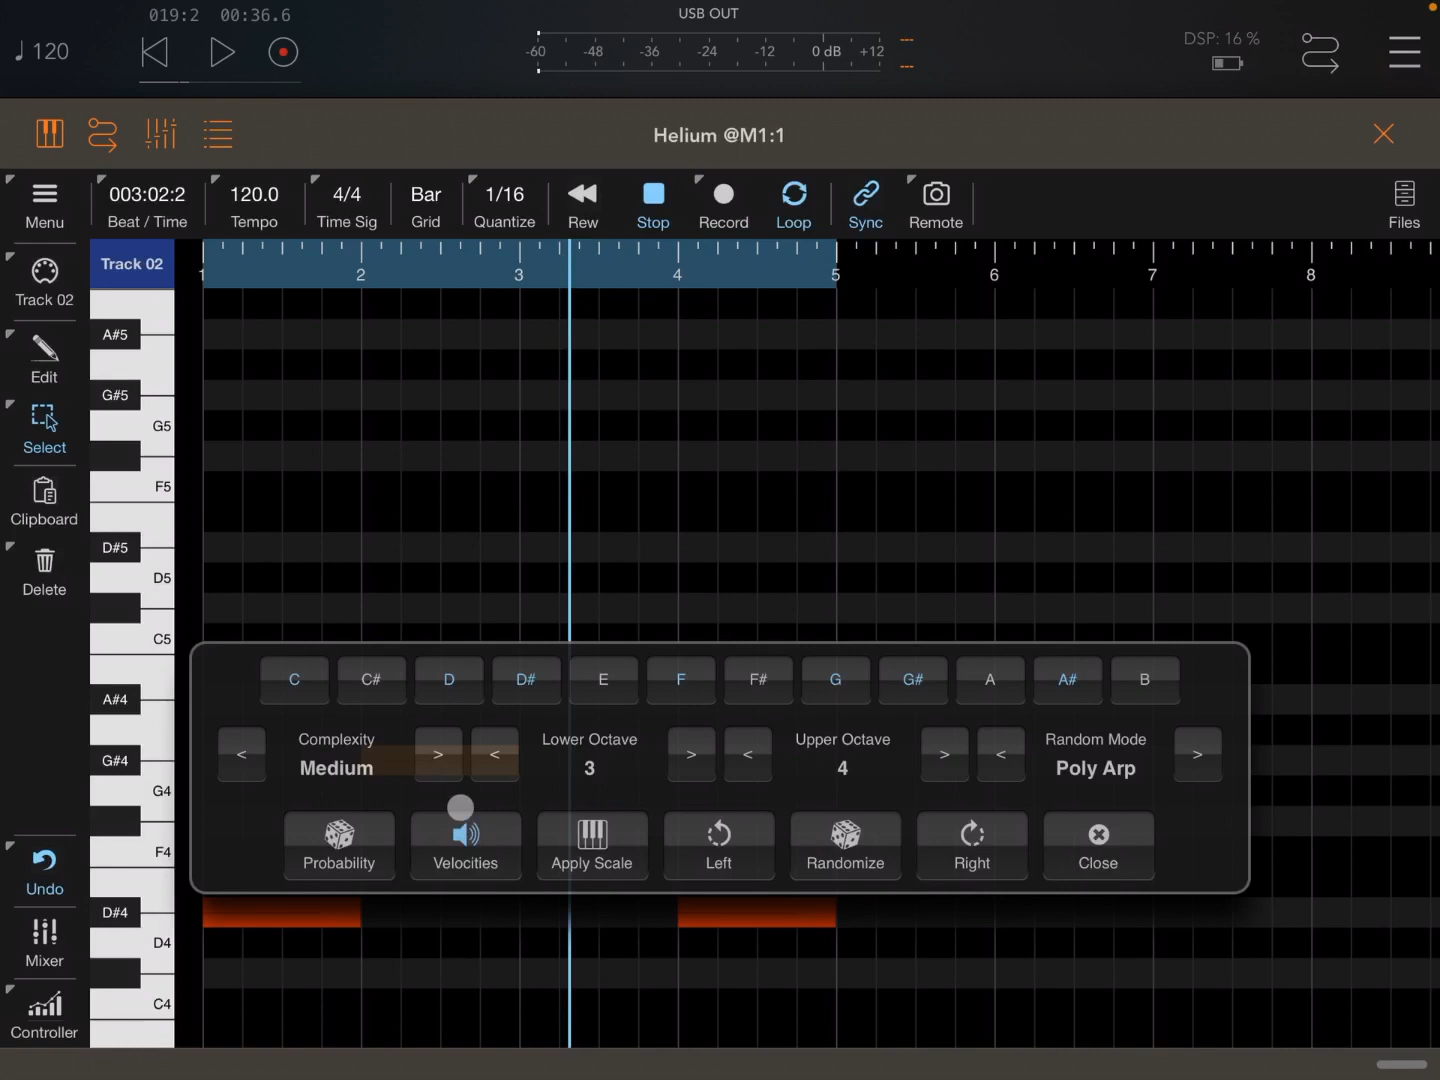 019:2 00:36.6
USB OUT
♩120
-60 -48 -36 -24 -12 0 dB +12
---
---
DSP: 16 %
Helium @M1:1
003:02:2 120.0 4/4 Bar 1/16
Menu Beat / Time Tempo Time Sig Grid Quantize Rew Stop Record Loop Sync Remote Files
Track 02
1 2 3 4 5 6 7 8
Track 02
Edit
Select
Clipboard
Delete
Undo
Mixer
Controller
A#5
G#5
G5
F5
D#5
D5
C5
A#4
G#4
G4
F4
D#4
D4
C4
C C# D D# E F F# G G# A A# B
< Complexity > < Lower Octave > < Upper Octave > < Random Mode >
Medium 3 4 Poly Arp
Probability Velocities Apply Scale Left Randomize Right Close